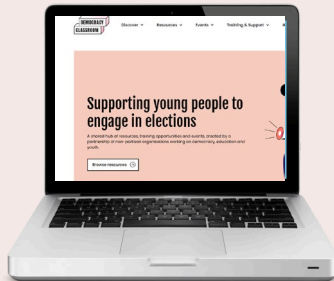 DEMOCRACY
CLASSROOM
Discover
Resources
Events
Training & Support
Supporting young people to
engage in elections
A shared hub of resources, training opportunities and events, created by a
partnership of non-partisan organisations working on democracy, education and
youth.
Browse resources